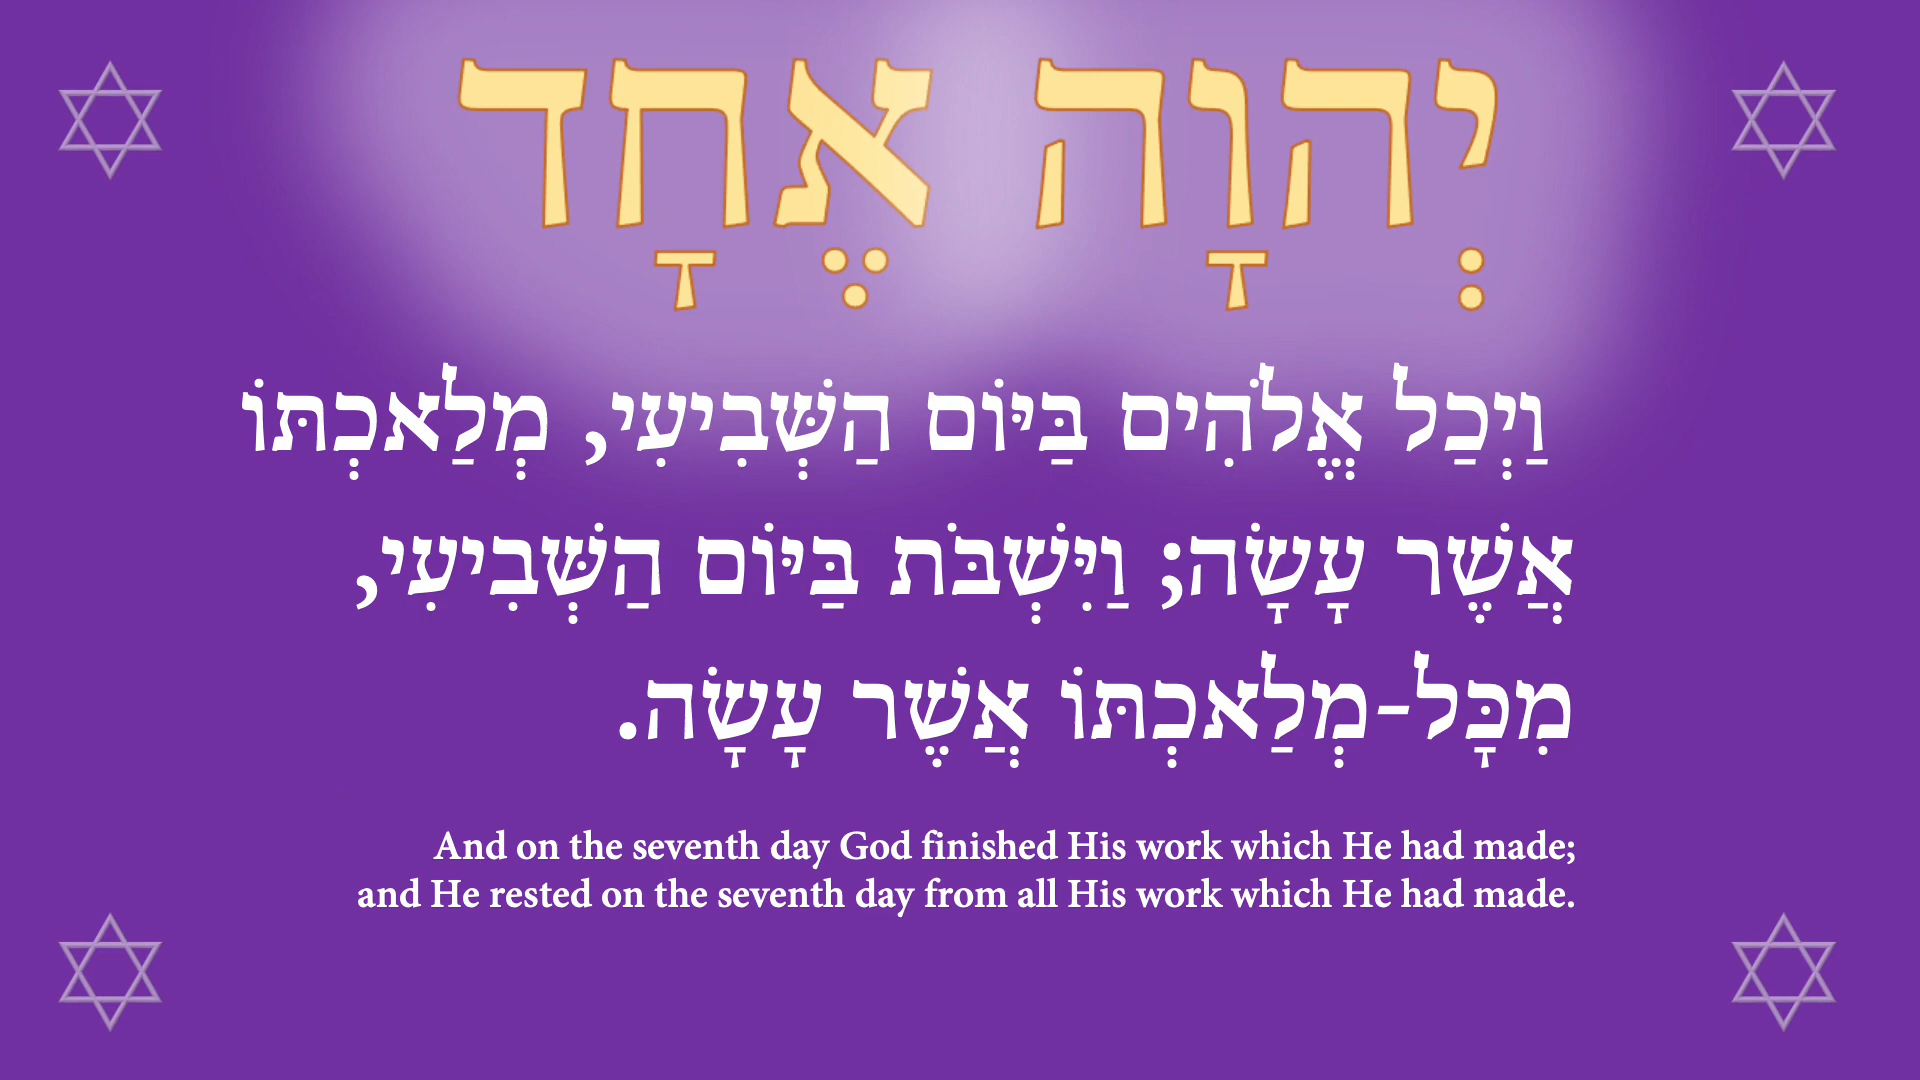 יְהוָה אֶחָד
וַיְכַל אֱלֹהִים בַּיּוֹם הַשְּׁבִיעִי, מְלַאכְתּוֹ
אֲשֶׁר עָשָׂה; וַיִּשְׁבֹּת בַּיּוֹם הַשְּׁבִיעִי,
מִכָּל-מְלַאכְתּוֹ אֲשֶׁר עָשָׂה.
And on the seventh day God finished His work which He had made;
and He rested on the seventh day from all His work which He had made.